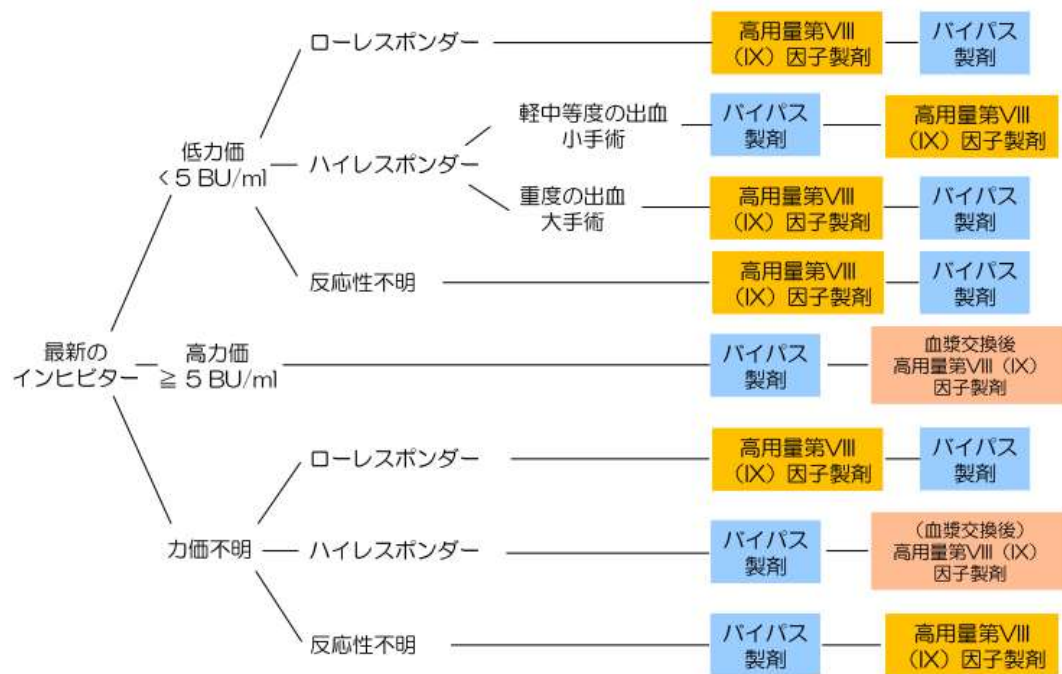 ローレスポンダー
高用量第Ⅷ
（Ⅸ）因子製剤
バイパス
製剤
低力価
< 5 BU/ml
ハイレスポンダー
軽中等度の出血
小手術
バイパス
製剤
高用量第Ⅷ
（Ⅸ）因子製剤
重度の出血
大手術
高用量第Ⅷ
（Ⅸ）因子製剤
バイパス
製剤
反応性不明
高用量第Ⅷ
（Ⅸ）因子製剤
バイパス
製剤
最新の
インヒビター
高力価
≧ 5 BU/ml
バイパス
製剤
血漿交換後
高用量第Ⅷ（Ⅸ）
因子製剤
ローレスポンダー
高用量第Ⅷ
（Ⅸ）因子製剤
バイパス
製剤
力価不明
ハイレスポンダー
バイパス
製剤
（血漿交換後）
高用量第Ⅷ（Ⅸ）
因子製剤
反応性不明
バイパス
製剤
高用量第Ⅷ
（Ⅸ）因子製剤